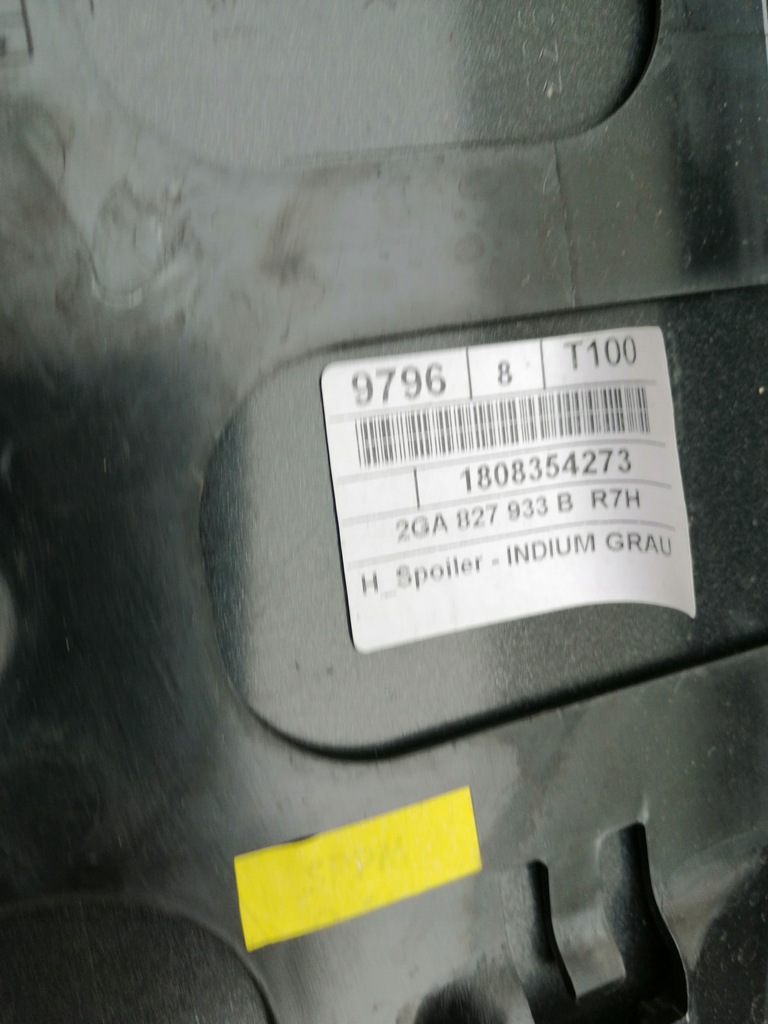 9796 8 T100
1808354273
2GA 827 933 B R7H
H_Spoiler - INDIUM GRAU